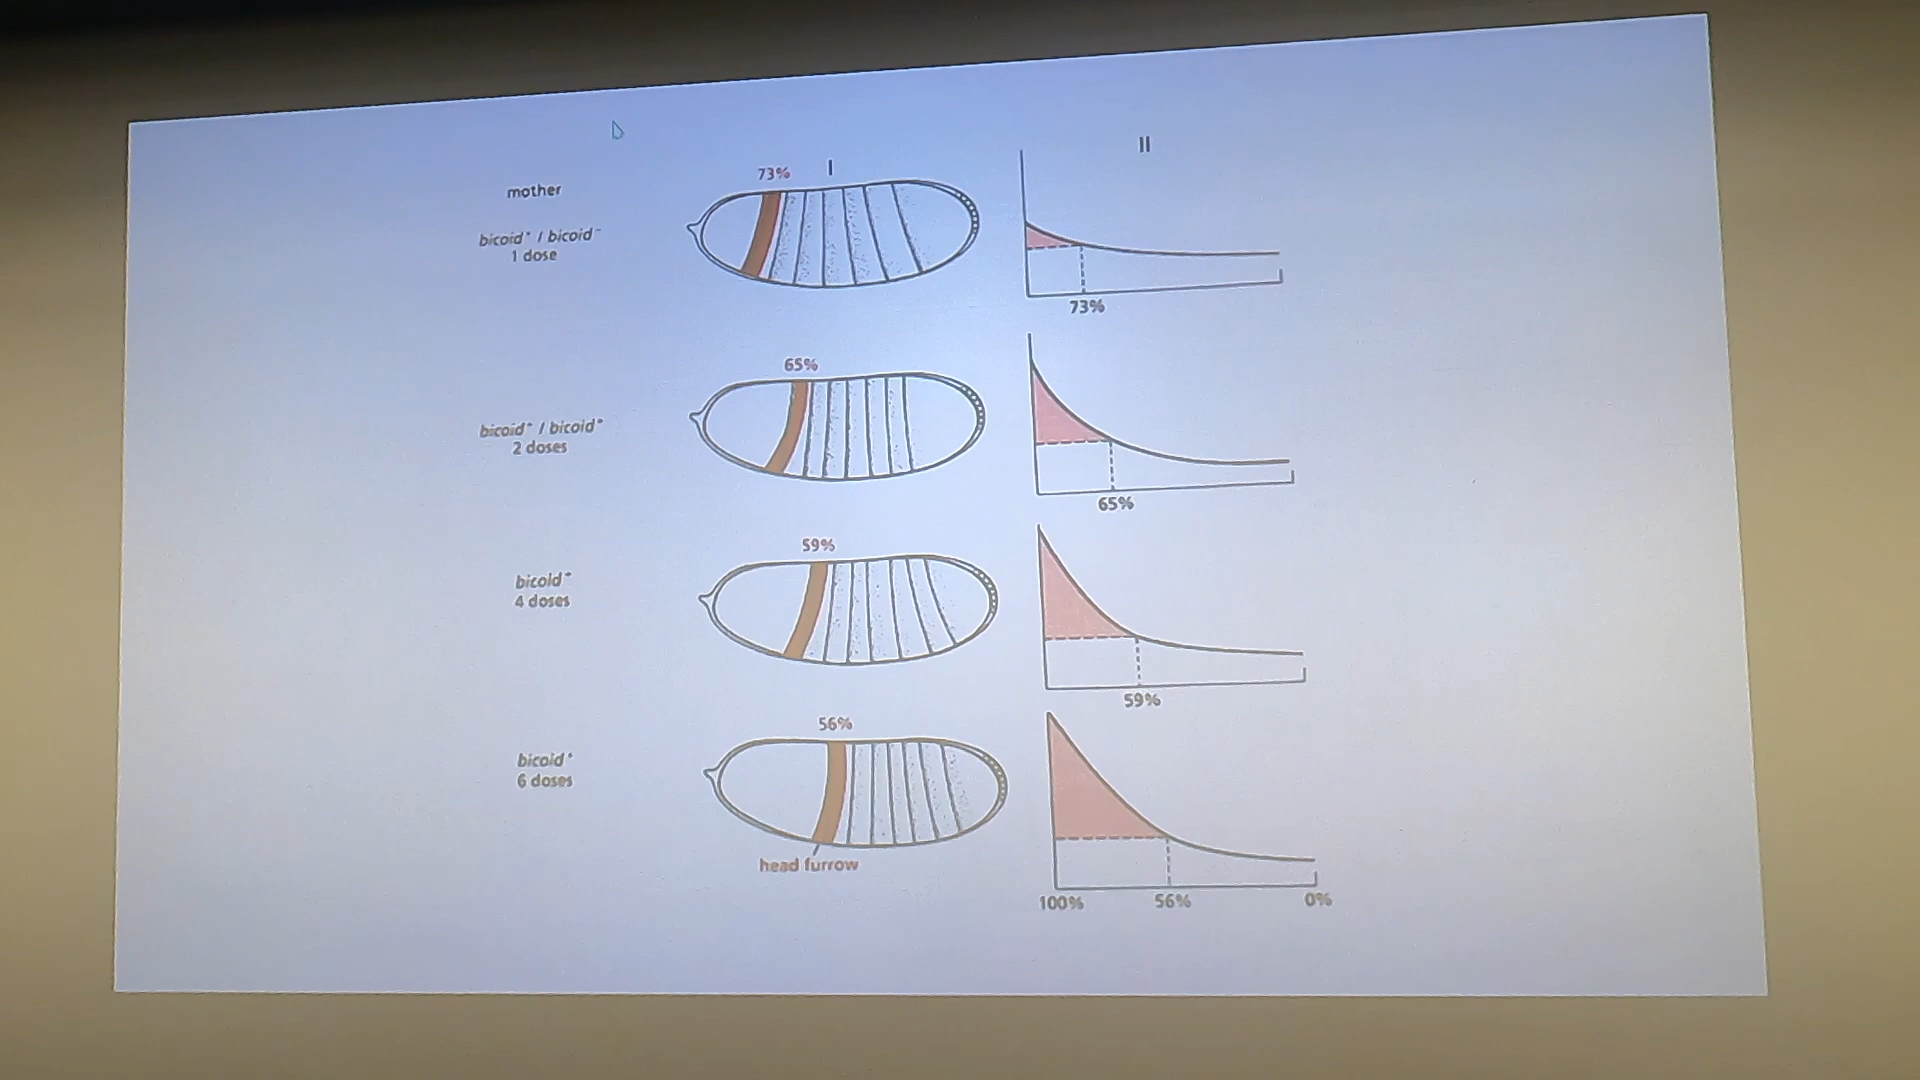 I
II
mother
73%
bicoid⁺ / bicoid⁻
1 dose
73%
65%
bicoid⁺ / bicoid⁺
2 doses
65%
59%
bicoid⁺
4 doses
59%
56%
bicoid⁺
6 doses
head furrow
100%
56%
0%